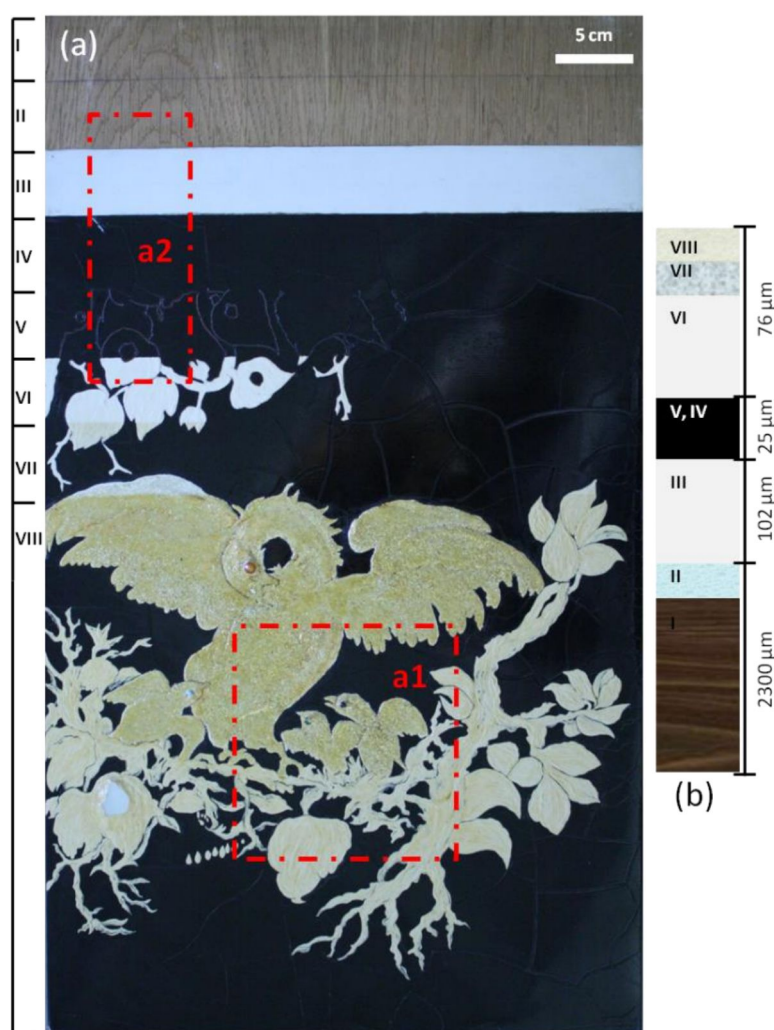 (a)
5 cm
I
II
III
IV
V
VI
VII
VIII
a2
a1
VIII
VII
VI
V, IV
III
II
I
76 µm
25 µm
102 µm
2300 µm
(b)